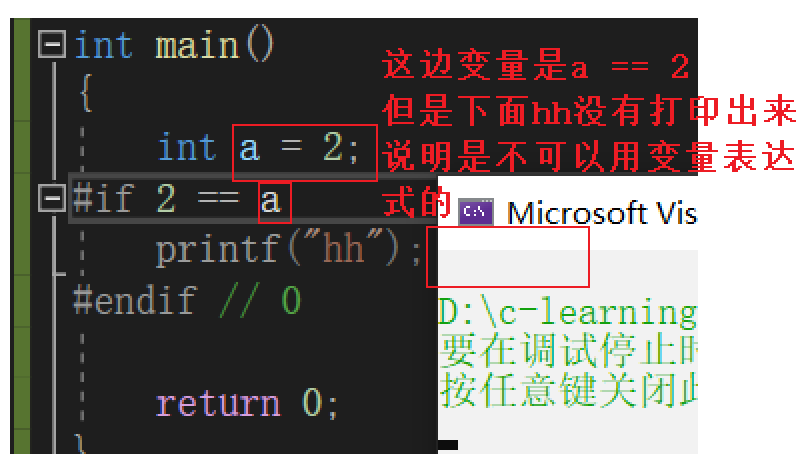 int main()
{
int a = 2;
#if 2 == a
printf("hh");
#endif // 0
return 0;
}
这边变量是a == 2
但是下面hh没有打印出来
说明是不可以用变量表达
式的
C:\ Microsoft Vis
D:\c-learning
要在调试停止时
按任意键关闭此